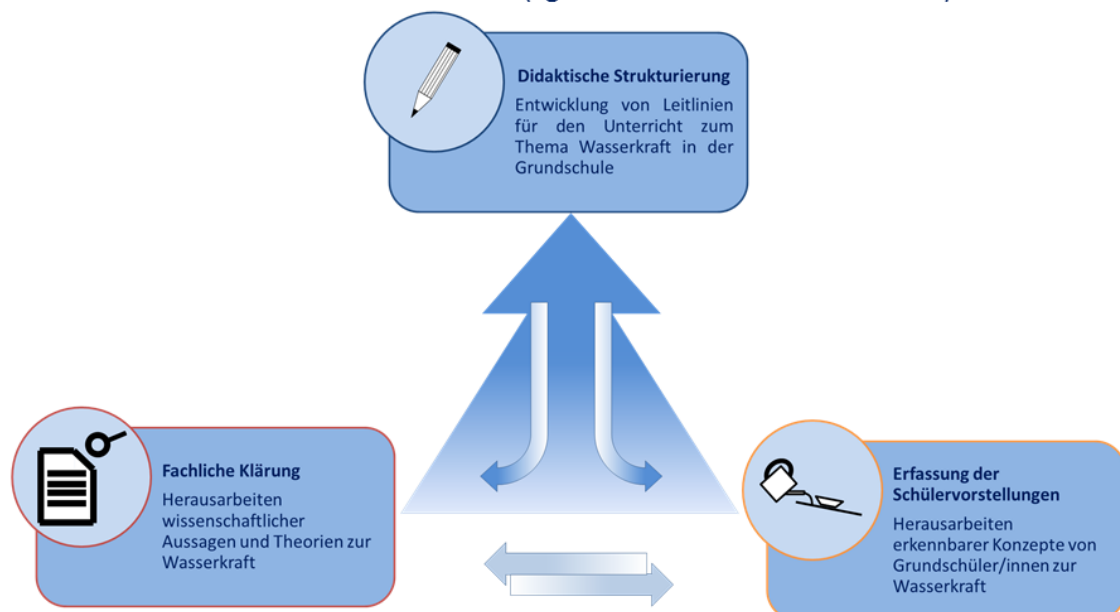 Didaktische Strukturierung
Entwicklung von Leitlinien
für den Unterricht zum
Thema Wasserkraft in der
Grundschule
Fachliche Klärung
Herausarbeiten
wissenschaftlicher
Aussagen und Theorien zur
Wasserkraft
Erfassung der
Schülervorstellungen
Herausarbeiten
erkennbarer Konzepte von
Grundschüler/innen zur
Wasserkraft